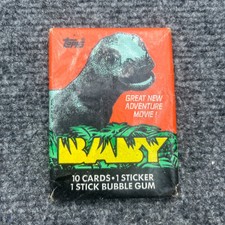 Topps
GREAT NEW
ADVENTURE
MOVIE!
BABY
10 CARDS • 1 STICKER
1 STICK BUBBLE GUM